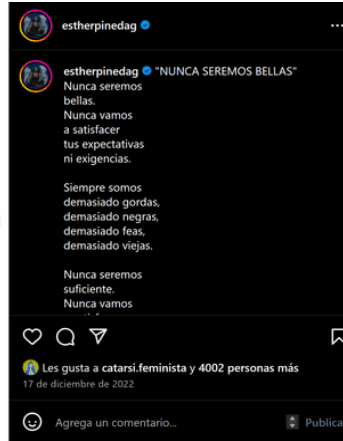 estherpinedag
estherpinedag "NUNCA SEREMOS BELLAS"
Nunca seremos
bellas.
Nunca vamos
a satisfacer
tus expectativas
ni exigencias.
Siempre somos
demasiado gordas,
demasiado negras,
demasiado feas,
demasiado viejas.
Nunca seremos
suficiente.
Nunca vamos
Les gusta a catarsi.feminista y 4002 personas más
17 de diciembre de 2022
Agrega un comentario...
Publica